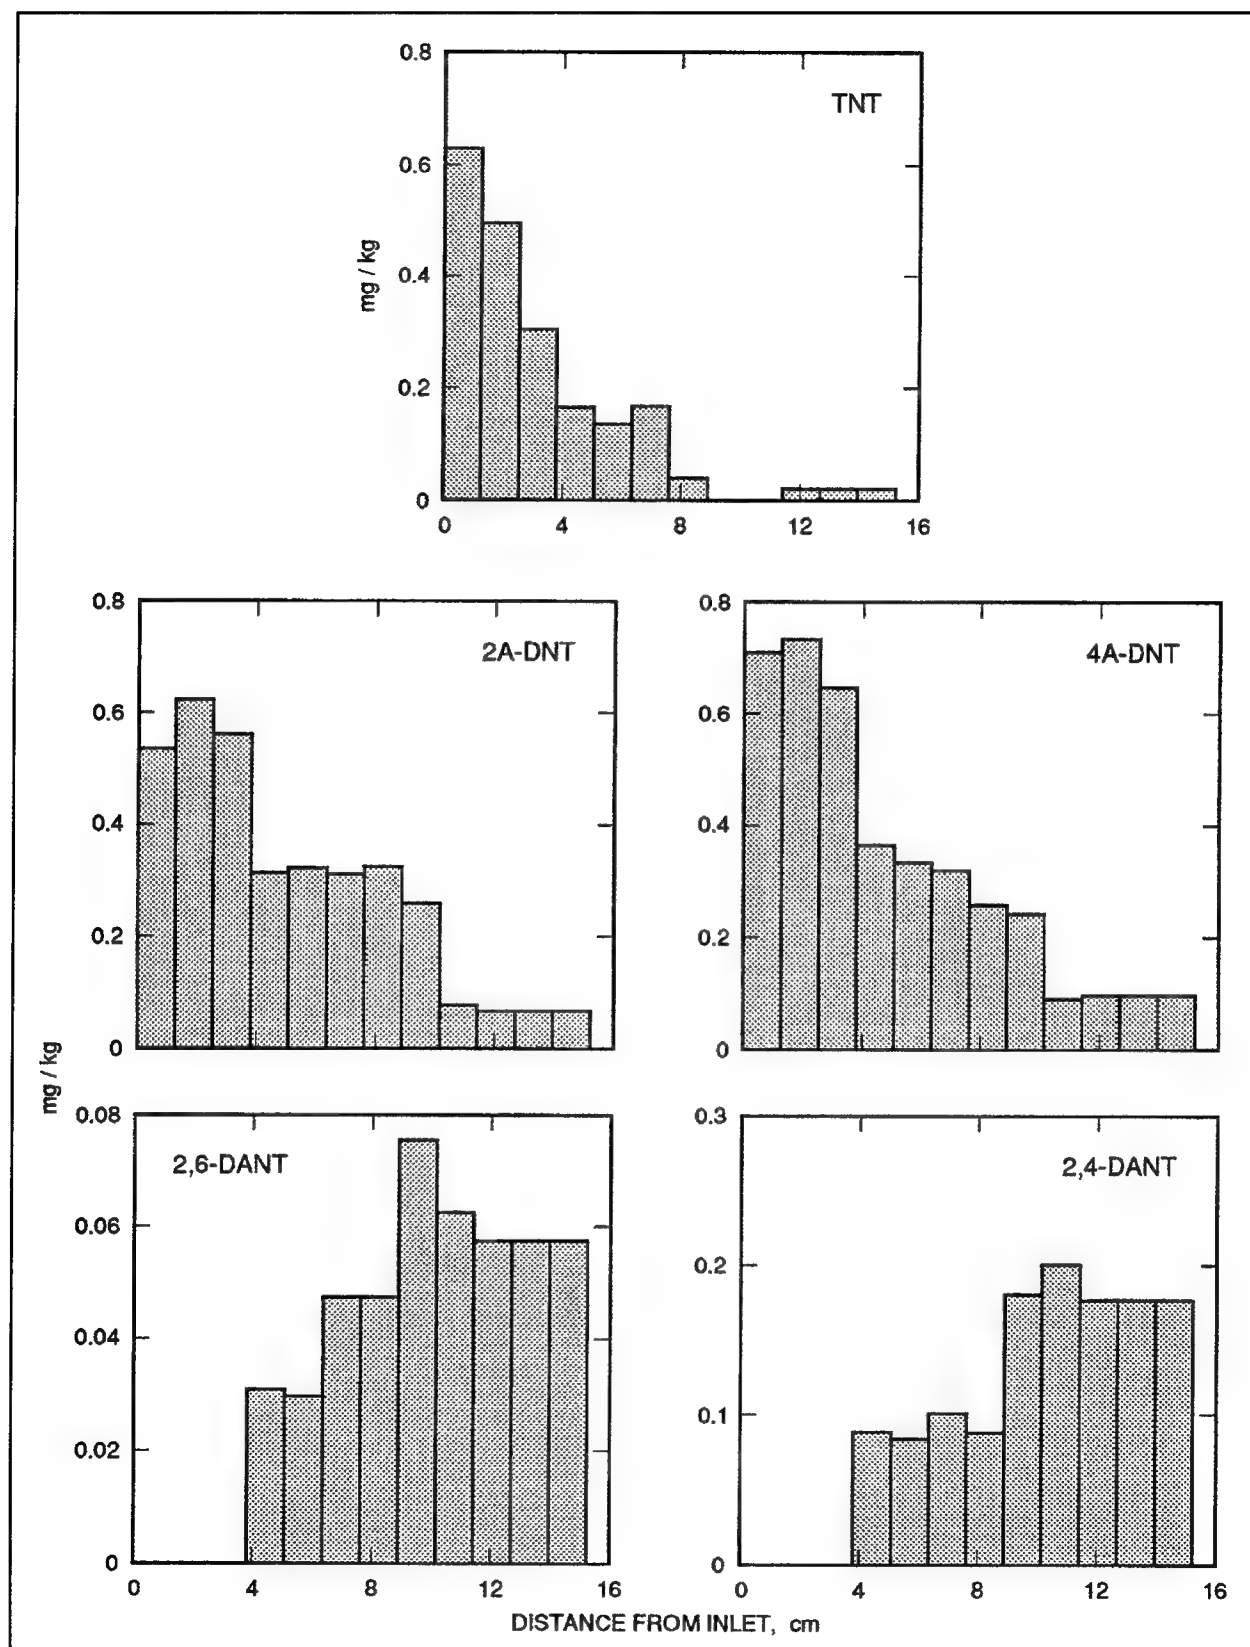 0.8
TNT
0.6
mg / kg
0.4
0.2
0
0 4 8 12 16
0.8 0.8
2A-DNT 4A-DNT
0.6 0.6
0.4 0.4
0.2 0.2
0 0
mg / kg
0.08 0.3
2,6-DANT 2,4-DANT
0.06
0.2
0.04
0.1
0.02
0 0
0 4 8 12 16 0 4 8 12 16
DISTANCE FROM INLET, cm